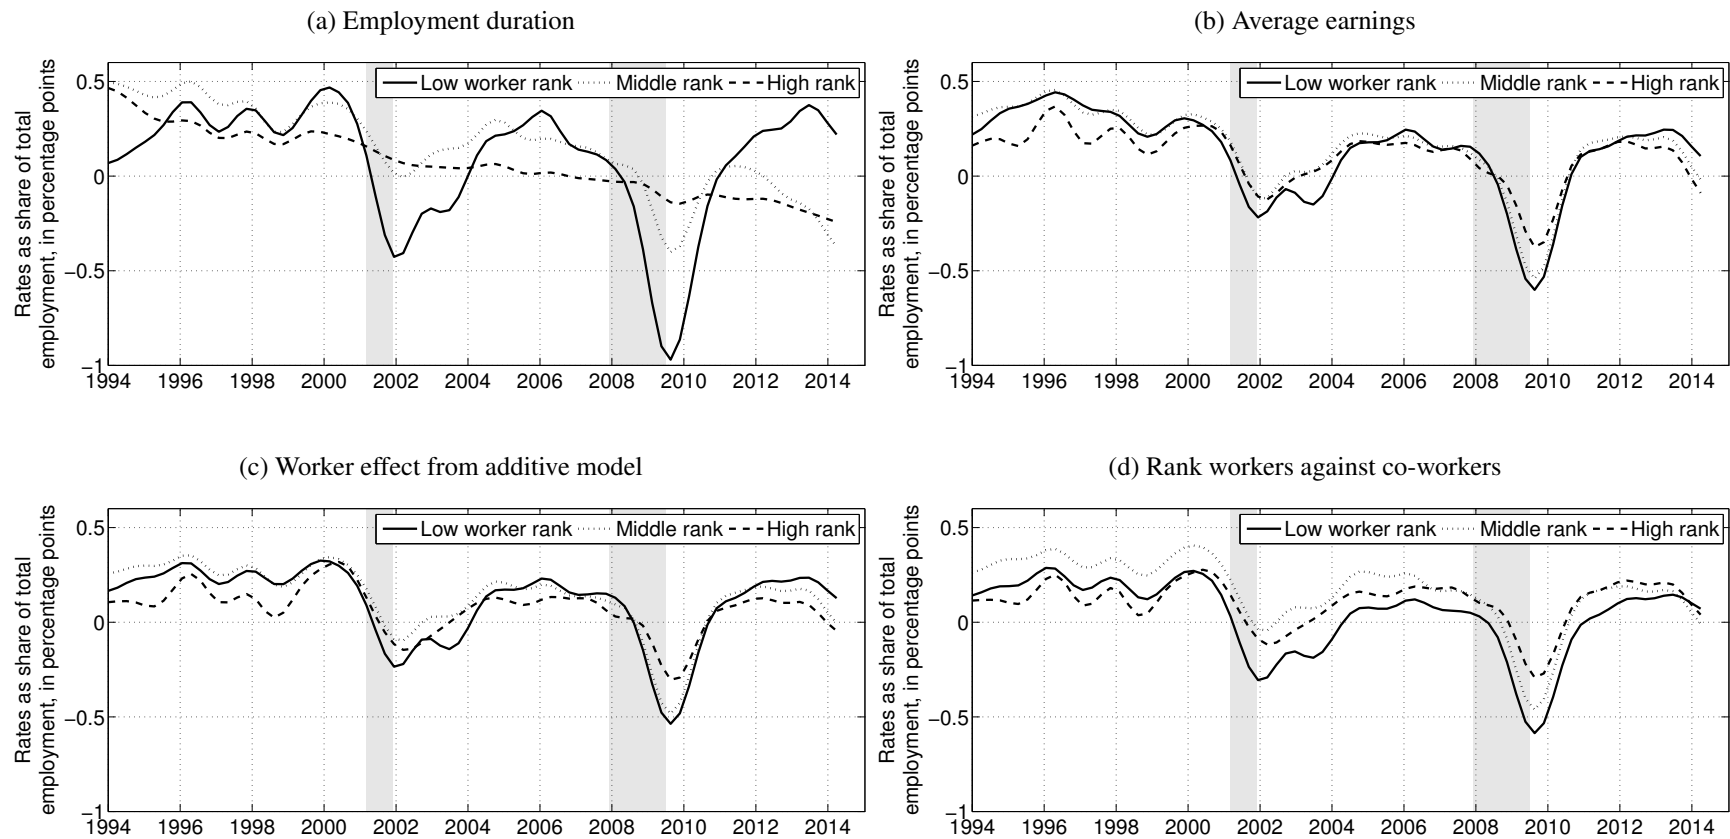 (a) Employment duration
Rates as share of total
employment, in percentage points
Low worker rank Middle rank High rank
0.5
0
−0.5
−1
1994 1996 1998 2000 2002 2004 2006 2008 2010 2012 2014
(b) Average earnings
Rates as share of total
employment, in percentage points
Low worker rank Middle rank High rank
0.5
0
−0.5
−1
1994 1996 1998 2000 2002 2004 2006 2008 2010 2012 2014
(c) Worker effect from additive model
Rates as share of total
employment, in percentage points
Low worker rank Middle rank High rank
0.5
0
−0.5
−1
1994 1996 1998 2000 2002 2004 2006 2008 2010 2012 2014
(d) Rank workers against co-workers
Rates as share of total
employment, in percentage points
Low worker rank Middle rank High rank
0.5
0
−0.5
−1
1994 1996 1998 2000 2002 2004 2006 2008 2010 2012 2014